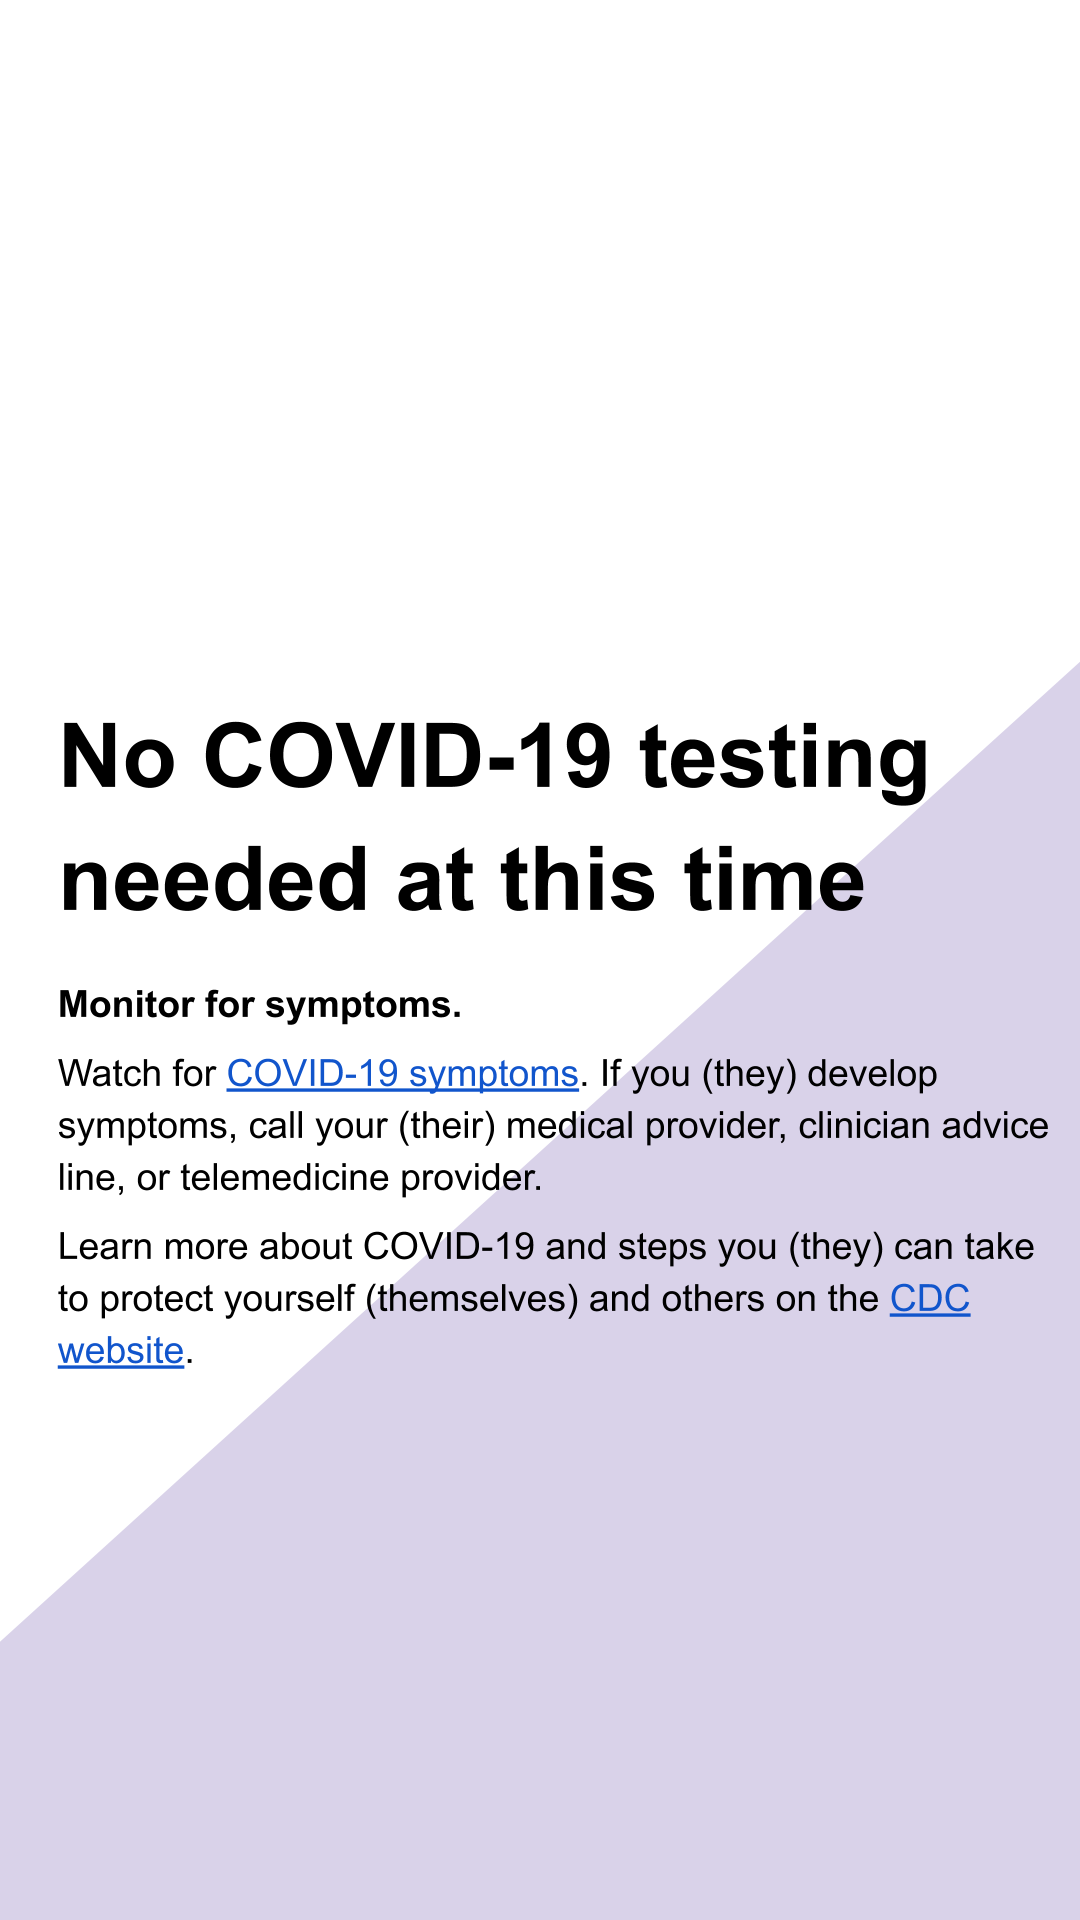 No COVID-19 testing
needed at this time
Monitor for symptoms.
Watch for COVID-19 symptoms. If you (they) develop
symptoms, call your (their) medical provider, clinician advice
line, or telemedicine provider.
Learn more about COVID-19 and steps you (they) can take
to protect yourself (themselves) and others on the CDC
website.